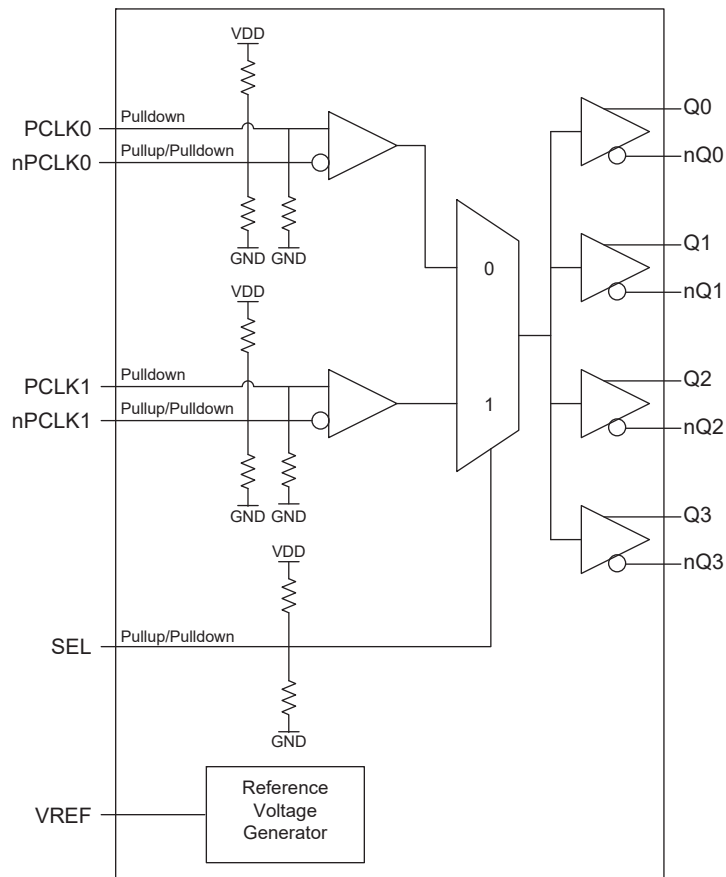 VDD
PCLK0
Pulldown
nPCLK0
Pullup/Pulldown
GND
GND
Q0
nQ0
Q1
nQ1
0
VDD
PCLK1
Pulldown
nPCLK1
Pullup/Pulldown
1
GND
GND
Q2
nQ2
Q3
nQ3
VDD
SEL
Pullup/Pulldown
GND
VREF
Reference
Voltage
Generator